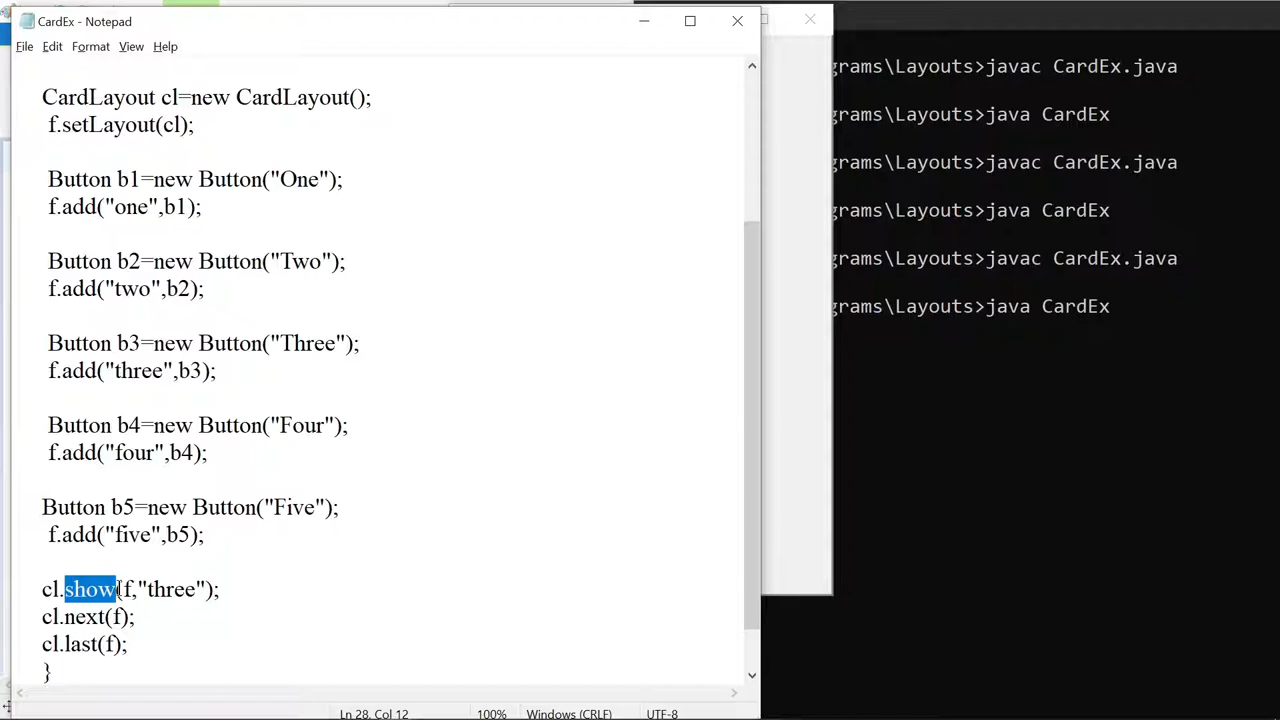 CardEx - Notepad
File Edit Format View Help
CardLayout cl=new CardLayout();
f.setLayout(cl);
Button b1=new Button("One");
f.add("one",b1);
Button b2=new Button("Two");
f.add("two",b2);
Button b3=new Button("Three");
f.add("three",b3);
Button b4=new Button("Four");
f.add("four",b4);
Button b5=new Button("Five");
f.add("five",b5);
cl.show(f,"three");
cl.next(f);
cl.last(f);
}
Ln 28, Col 12 100% Windows (CRLF) UTF-8
grams\Layouts>javac CardEx.java
grams\Layouts>java CardEx
grams\Layouts>javac CardEx.java
grams\Layouts>java CardEx
grams\Layouts>javac CardEx.java
grams\Layouts>java CardEx